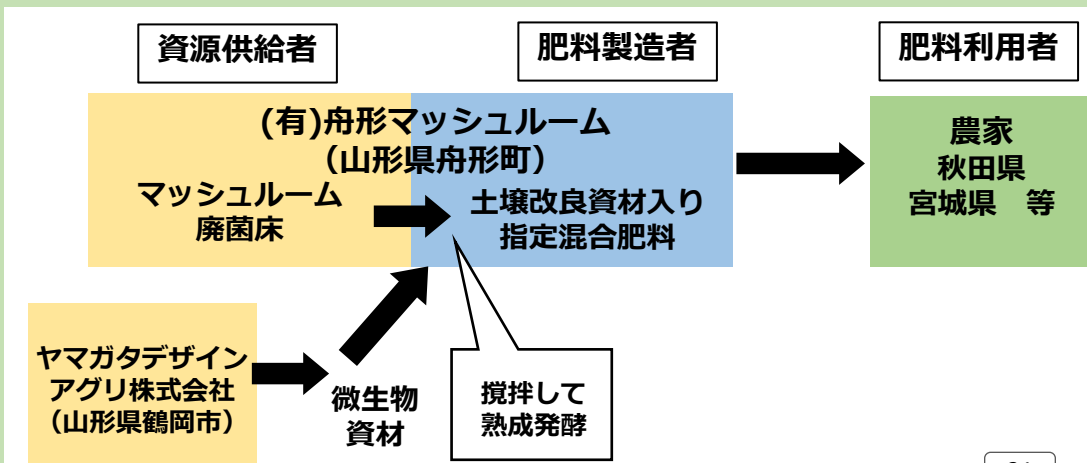 資源供給者
肥料製造者
肥料利用者
(有)舟形マッシュルーム
（山形県舟形町）
マッシュルーム
廃菌床
土壌改良資材入り
指定混合肥料
農家
秋田県
宮城県　等
ヤマガタデザイン
アグリ株式会社
（山形県鶴岡市）
微生物
資材
撹拌して
熟成発酵